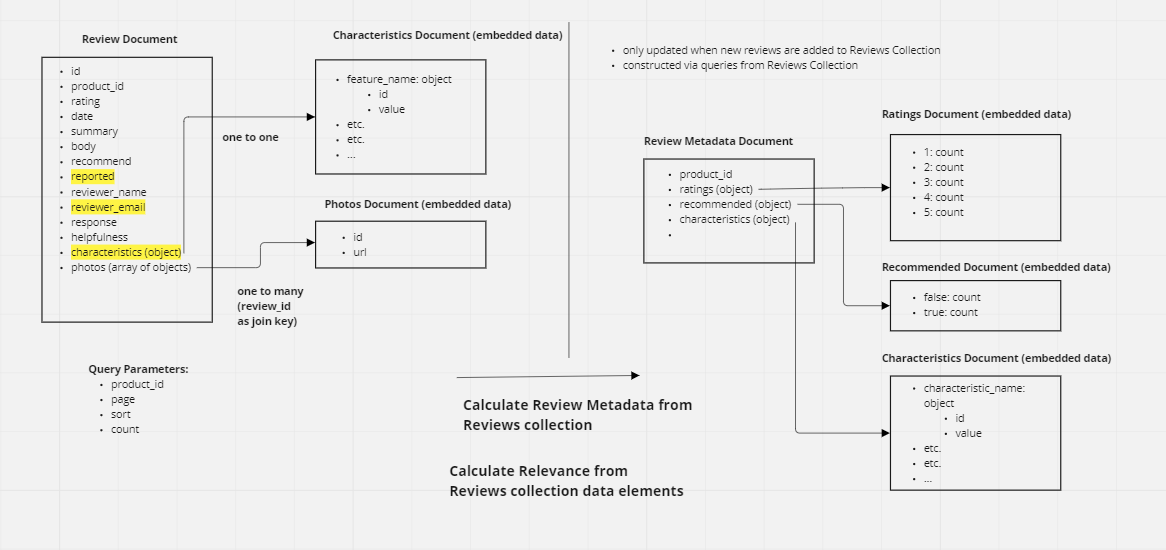 Review Document
• id
• product_id
• rating
• date
• summary
• body
• recommend
• reported
• reviewer_name
• reviewer_email
• response
• helpfulness
• characteristics (object)
• photos (array of objects)
one to one
one to many
(review_id
as join key)
Characteristics Document (embedded data)
• feature_name: object
• id
• value
• etc.
• etc.
• ...
Photos Document (embedded data)
• id
• url
Query Parameters:
• product_id
• page
• sort
• count
Calculate Review Metadata from
Reviews collection
Calculate Relevance from
Reviews collection data elements
• only updated when new reviews are added to Reviews Collection
• constructed via queries from Reviews Collection
Review Metadata Document
• product_id
• ratings (object)
• recommended (object)
• characteristics (object)
•
Ratings Document (embedded data)
• 1: count
• 2: count
• 3: count
• 4: count
• 5: count
Recommended Document (embedded data)
• false: count
• true: count
Characteristics Document (embedded data)
• characteristic_name:
object
• id
• value
• etc.
• etc.
• ...